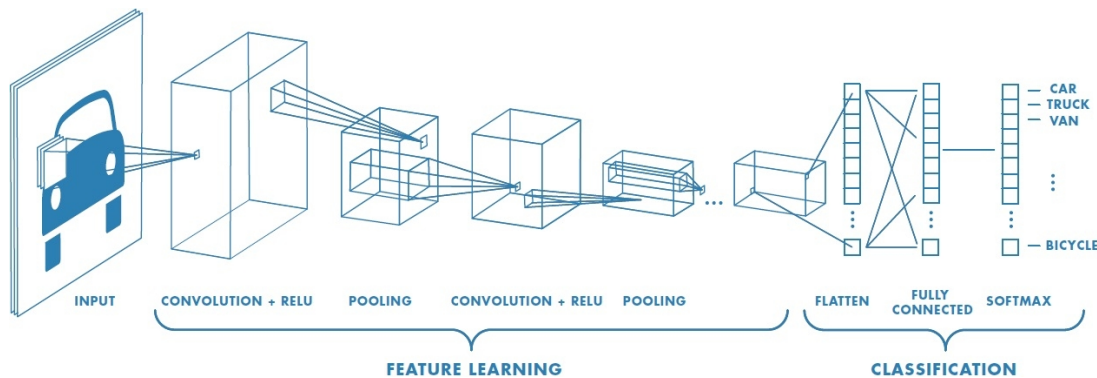 CAR
TRUCK
VAN
BICYCLE
INPUT
CONVOLUTION + RELU
POOLING
CONVOLUTION + RELU
POOLING
FLATTEN
FULLY
CONNECTED
SOFTMAX
FEATURE LEARNING
CLASSIFICATION